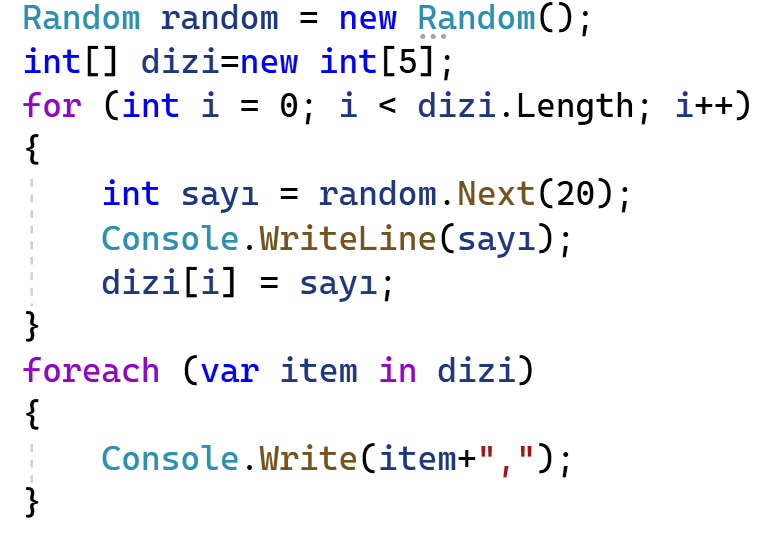 Random random = new Random();
int[] dizi=new int[5];
for (int i = 0; i < dizi.Length; i++)
{
    int sayı = random.Next(20);
    Console.WriteLine(sayı);
    dizi[i] = sayı;
}
foreach (var item in dizi)
{
    Console.Write(item+",");
}